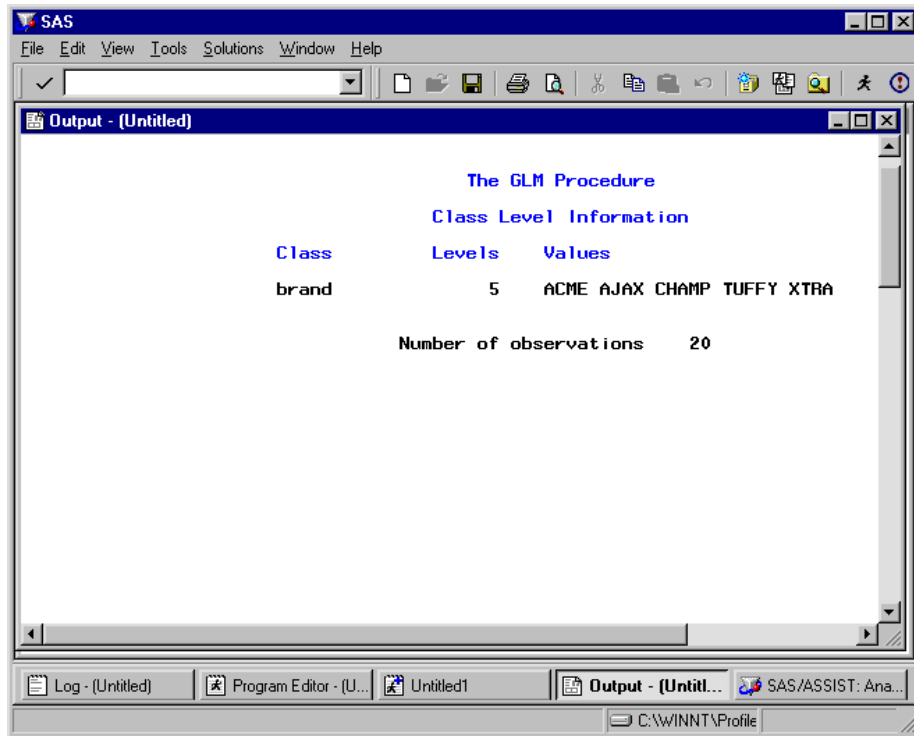 SAS
File Edit View Tools Solutions Window Help
Output - (Untitled)
The GLM Procedure
Class Level Information
Class Levels Values
brand 5 ACME AJAX CHAMP TUFFY XTRA
Number of observations 20
Log - (Untitled) Program Editor - (U... Untitled1 Output - (Untitl... SAS/ASSIST: Ana...
C:\WINNT\Profile